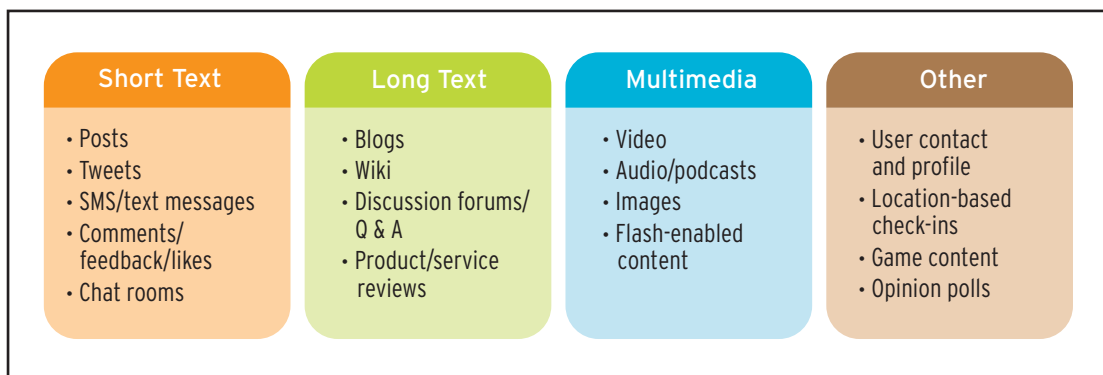 Short Text
• Posts
• Tweets
• SMS/text messages
• Comments/
feedback/likes
• Chat rooms
Long Text
• Blogs
• Wiki
• Discussion forums/
Q & A
• Product/service
reviews
Multimedia
• Video
• Audio/podcasts
• Images
• Flash-enabled
content
Other
• User contact
and profile
• Location-based
check-ins
• Game content
• Opinion polls